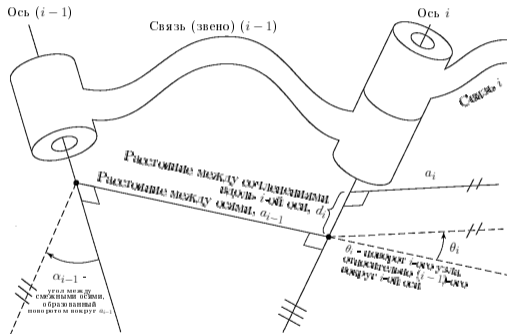 Ось (i−1)
Связь (звено) (i−1)
Ось i
Связь i
Расстояние между сочленениями
вдоль i-ой оси, d_i
Расстояние между осями, a_{i−1}
a_i
θ_i
θ_i - поворот i-ого узла
относительно (i−1)-ого
вокруг i-ой оси
α_{i−1} -
угол между
смежными осями,
образованный
поворотом вокруг a_{i−1}